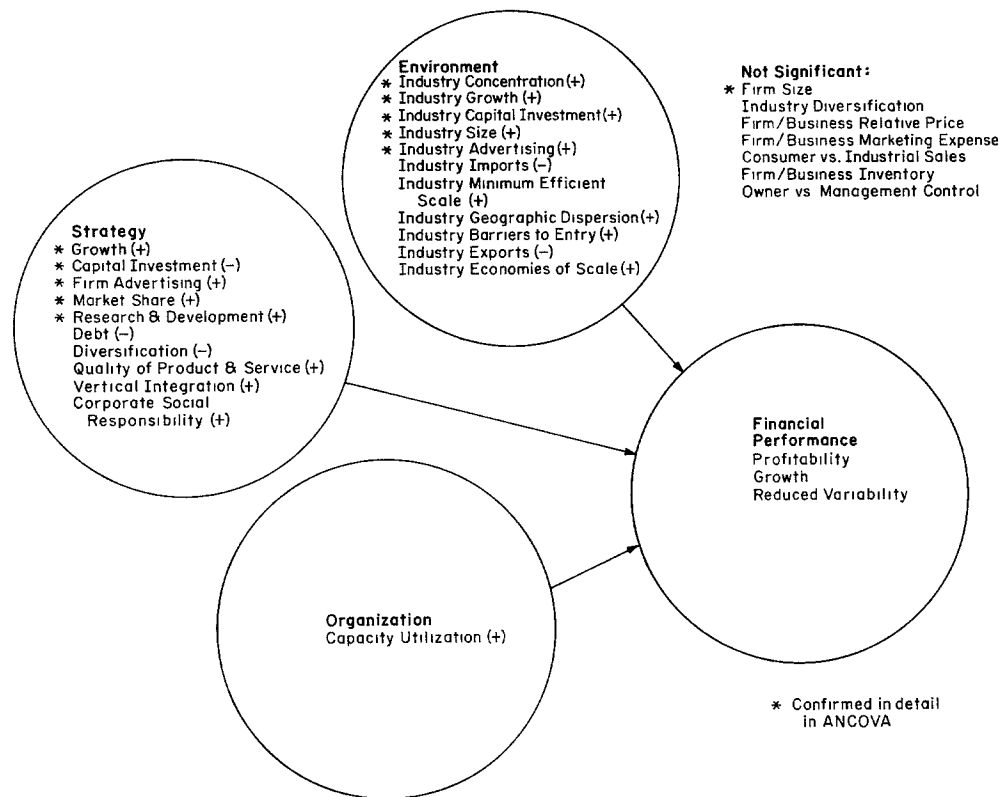 Environment
* Industry Concentration (+)
* Industry Growth (+)
* Industry Capital Investment (+)
* Industry Size (+)
* Industry Advertising (+)
Industry Imports (-)
Industry Minimum Efficient
Scale (+)
Industry Geographic Dispersion (+)
Industry Barriers to Entry (+)
Industry Exports (-)
Industry Economies of Scale (+)
Not Significant:
* Firm Size
Industry Diversification
Firm/Business Relative Price
Firm/Business Marketing Expense
Consumer vs. Industrial Sales
Firm/Business Inventory
Owner vs Management Control
Strategy
* Growth (+)
* Capital Investment (-)
* Firm Advertising (+)
* Market Share (+)
* Research & Development (+)
Debt (-)
Diversification (-)
Quality of Product & Service (+)
Vertical Integration (+)
Corporate Social
Responsibility (+)
Financial
Performance
Profitability
Growth
Reduced Variability
Organization
Capacity Utilization (+)
* Confirmed in detail
in ANCOVA